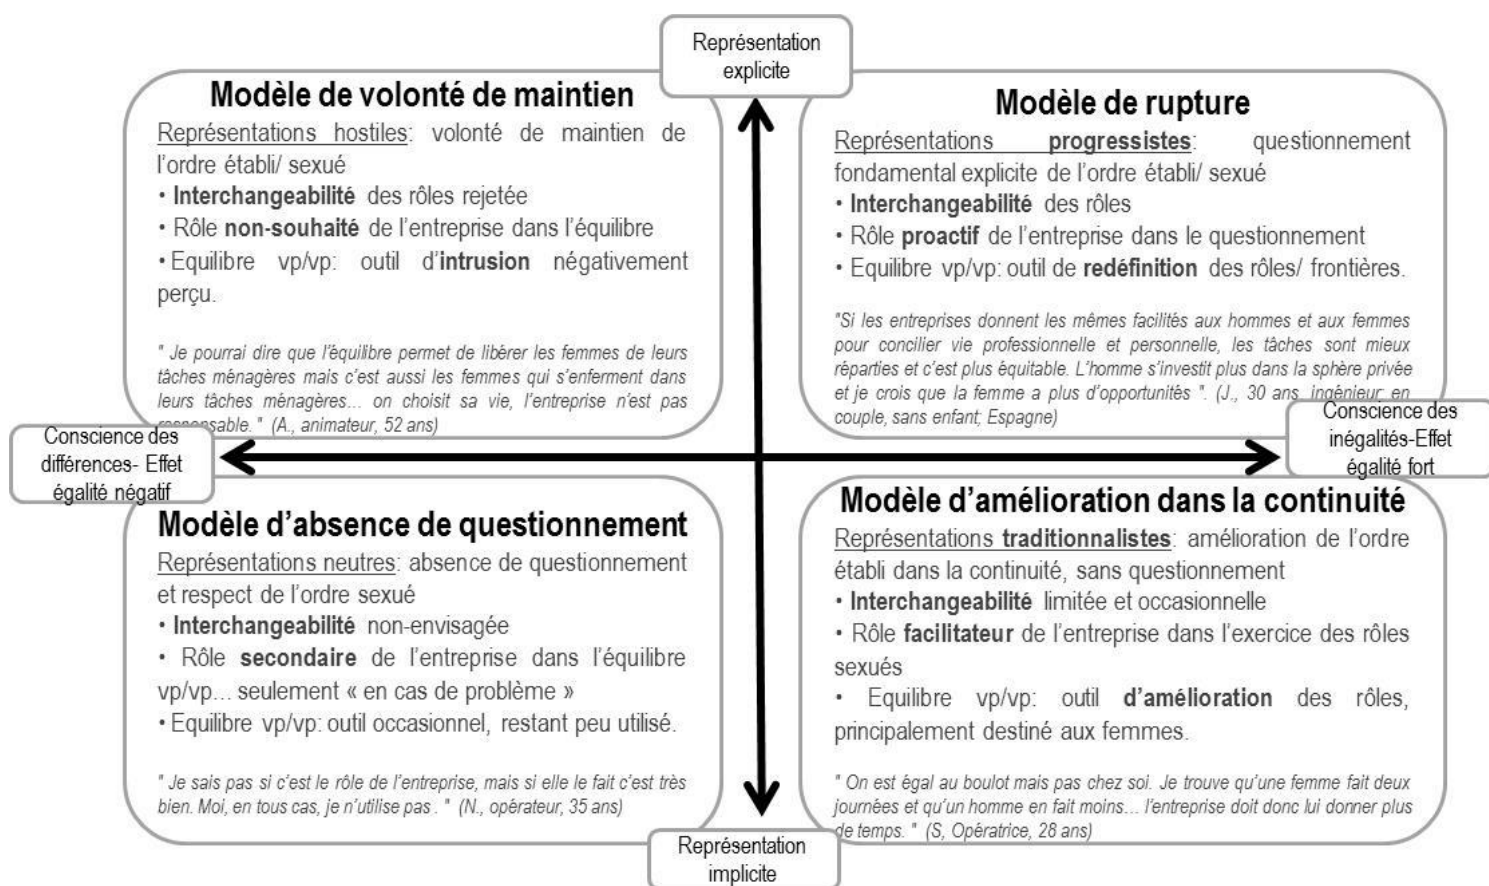 Représentation
explicite
Modèle de volonté de maintien
Représentations hostiles: volonté de maintien de
l'ordre établi/ sexué
• Interchangeabilité des rôles rejetée
• Rôle non-souhaité de l'entreprise dans l'équilibre
• Equilibre vp/vp: outil d'intrusion négativement
perçu.
" Je pourrai dire que l'équilibre permet de libérer les femmes de leurs
tâches ménagères mais c'est aussi les femmes qui s'enferment dans
leurs tâches ménagères... on choisit sa vie, l'entreprise n'est pas
responsable. " (A., animateur, 52 ans)
Modèle de rupture
Représentations progressistes: questionnement
fondamental explicite de l'ordre établi/ sexué
• Interchangeabilité des rôles
• Rôle proactif de l'entreprise dans le questionnement
• Equilibre vp/vp: outil de redéfinition des rôles/ frontières.
"Si les entreprises donnent les mêmes facilités aux hommes et aux femmes
pour concilier vie professionnelle et personnelle, les tâches sont mieux
réparties et c'est plus équitable. L'homme s'investit plus dans la sphère privée
et je crois que la femme a plus d'opportunités ". (J., 30 ans, ingénieur, en
couple, sans enfant; Espagne)
Conscience des
différences- Effet
égalité négatif
Conscience des
inégalités-Effet
égalité fort
Modèle d'absence de questionnement
Représentations neutres: absence de questionnement
et respect de l'ordre sexué
• Interchangeabilité non-envisagée
• Rôle secondaire de l'entreprise dans l'équilibre
vp/vp... seulement « en cas de problème »
• Equilibre vp/vp: outil occasionnel, restant peu utilisé.
" Je sais pas si c'est le rôle de l'entreprise, mais si elle le fait c'est très
bien. Moi, en tous cas, je n'utilise pas . " (N., opérateur, 35 ans)
Modèle d'amélioration dans la continuité
Représentations traditionnalistes: amélioration de l'ordre
établi dans la continuité, sans questionnement
• Interchangeabilité limitée et occasionnelle
• Rôle facilitateur de l'entreprise dans l'exercice des rôles
sexués
• Equilibre vp/vp: outil d'amélioration des rôles,
principalement destiné aux femmes.
" On est égal au boulot mais pas chez soi. Je trouve qu'une femme fait deux
journées et qu'un homme en fait moins... l'entreprise doit donc lui donner plus
de temps. " (S, Opératrice, 28 ans)
Représentation
implicite